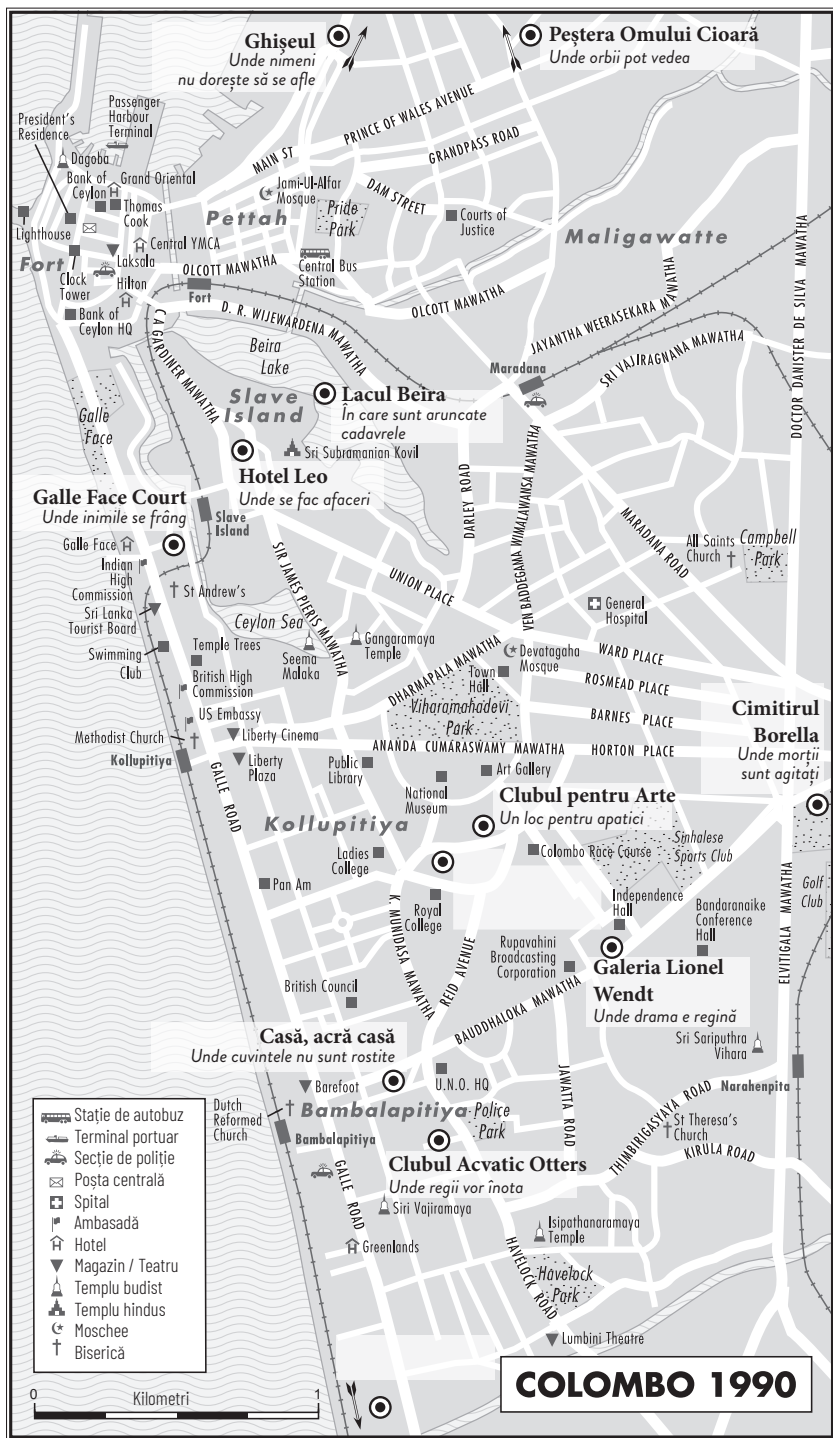 Ghișeul
Unde nimeni
nu dorește să se afle
Peștera Omului Cioară
Unde orbii pot vedea
Passenger
Harbour
Terminal
President's
Residence
Dagoba
Bank of
Ceylon
Grand Oriental
Thomas
Cook
Lighthouse
Fort
Clock
Tower
Laksala
Hilton
Central YMCA
Bank of
Ceylon HQ
MAIN ST
PRINCE OF WALES AVENUE
GRANDPASS ROAD
Jami-Ul-Alfar
Mosque
Pettah
Pride
Park
DAM STREET
Courts of
Justice
Maligawatte
OLCOTT MAWATHA
Central Bus
Station
Fort
OLCOTT MAWATHA
D. R. WIJEWARDENA MAWATHA
JAYANTHA WEERASEKARA MAWATHA
SRI VAJIRAGNANA MAWATHA
DOCTOR DANISTER DE SILVA MAWATHA
C A GARDINER MAWATHA
Beira
Lake
Maradana
Galle
Face
Slave
Island
Lacul Beira
În care sunt aruncate
cadavrele
Sri Subramanian Kovil
Hotel Leo
Unde se fac afaceri
Galle Face Court
Unde inimile se frâng
Slave
Island
DARLEY ROAD
VEN BADDEGAMA WIMALAWANSA MAWATHA
MARADANA ROAD
All Saints
Church
Campbell
Park
Galle Face
Indian
High
Commission
St Andrew's
Sri Lanka
Tourist Board
SIR JAMES PIERIS MAWATHA
UNION PLACE
General
Hospital
Ceylon Sea
Swimming
Club
Temple Trees
Seema
Malaka
Gangaramaya
Temple
British High
Commission
DHARMAPALA MAWATHA
Devatagaha
Mosque
Town
Hall
WARD PLACE
ROSMEAD PLACE
BARNES PLACE
HORTON PLACE
US Embassy
Methodist Church
Liberty Cinema
Viharamahadevi
Park
ANANDA CUMARASWAMY MAWATHA
Kollupitiya
Liberty
Plaza
Public
Library
Art Gallery
National
Museum
Cimitirul
Borella
Unde morții
sunt agitați
GALLE ROAD
Clubul pentru Arte
Un loc pentru apatici
Kollupitiya
Ladies
College
Colombo Race Course
Sinhalese
Sports Club
Pan Am
Royal
College
Independence
Hall
Bandaranaike
Conference
Hall
Golf
Club
K. MUNIDASA MAWATHA
REID AVENUE
Rupavahini
Broadcasting
Corporation
Galeria Lionel
Wendt
Unde drama e regină
ELVITIGALA MAWATHA
British Council
BAUDDHALOKA MAWATHA
Casă, acră casă
Unde cuvintele nu sunt rostite
Sri Sariputhra
Vihara
Barefoot
U.N.O. HQ
JAWATTA ROAD
Narahenpita
Dutch
Reformed
Church
Bambalapitiya
Police
Park
THIMBIRIGASYAYA ROAD
St Theresa's
Church
Bambalapitiya
KIRULA ROAD
Clubul Acvatic Otters
Unde regii vor înota
GALLE ROAD
Siri Vajiramaya
Isipathanaramaya
Temple
Greenlands
HAVELOCK ROAD
Havelock
Park
Lumbini Theatre
Stație de autobuz
Terminal portuar
Secție de poliție
Poșta centrală
Spital
Ambasadă
Hotel
Magazin / Teatru
Templu budist
Templu hindus
Moschee
Biserică
0
Kilometri
1
COLOMBO 1990